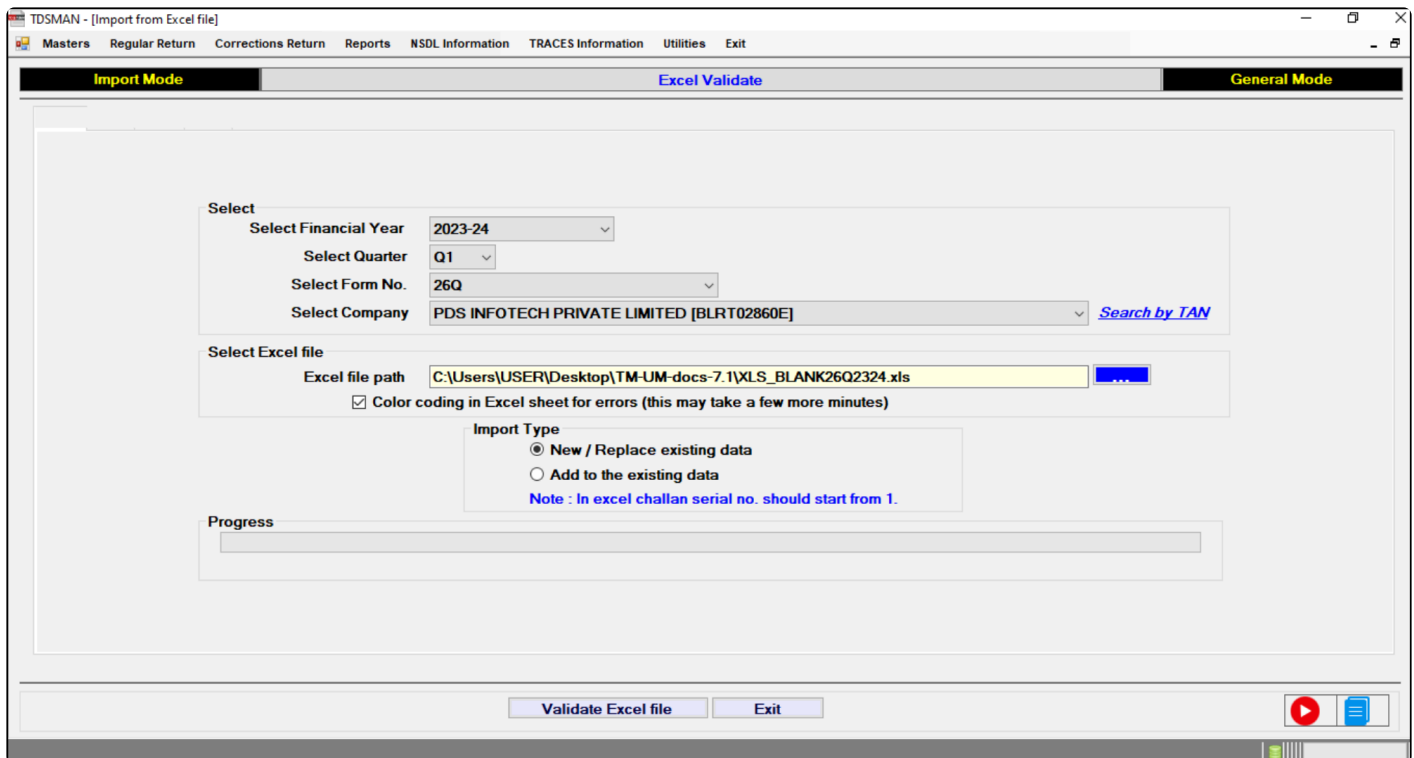 TDSMAN - [Import from Excel file]
Masters Regular Return Corrections Return Reports NSDL Information TRACES Information Utilities Exit
Import Mode Excel Validate General Mode
Select
Select Financial Year 2023-24
Select Quarter Q1
Select Form No. 26Q
Select Company PDS INFOTECH PRIVATE LIMITED [BLRT02860E] Search by TAN
Select Excel file
Excel file path C:\Users\USER\Desktop\TM-UM-docs-7.1\XLS_BLANK26Q2324.xls ...
Color coding in Excel sheet for errors (this may take a few more minutes)
Import Type
New / Replace existing data
Add to the existing data
Note : In excel challan serial no. should start from 1.
Progress
Validate Excel file Exit